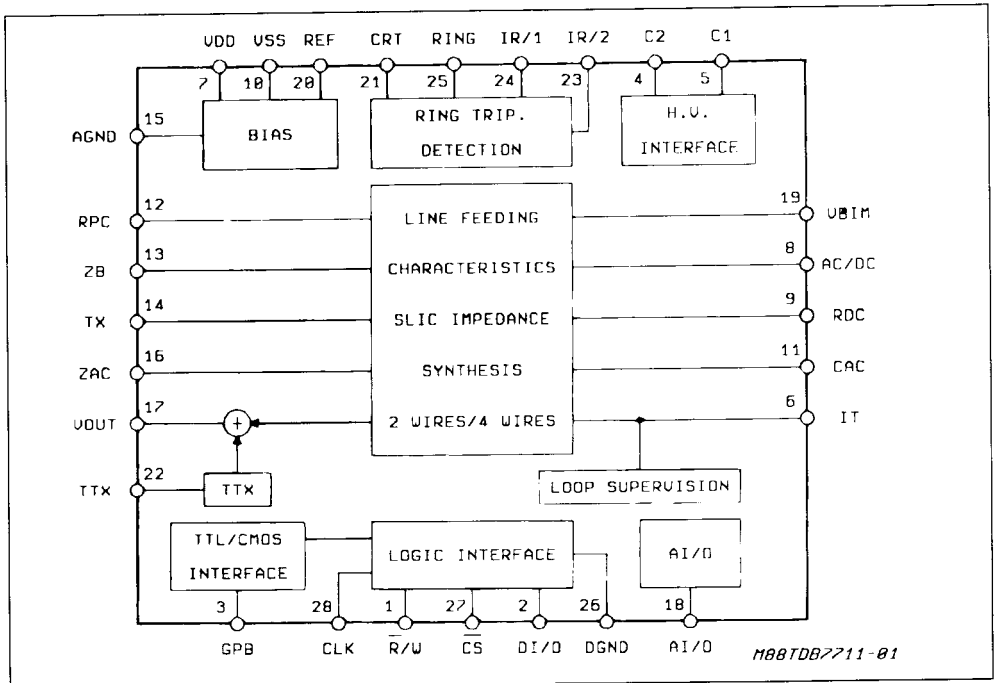 VDD VSS REF CRT RING IR/1 IR/2 C2 C1
7 10 20 21 25 24 23 4 5
15
AGND
BIAS
RING TRIP.
DETECTION
H.V.
INTERFACE
12
RPC
LINE FEEDING
19
VBIM
13
ZB
CHARACTERISTICS
8
AC/DC
14
TX
SLIC IMPEDANCE
9
RDC
16
ZAC
SYNTHESIS
11
CAC
17
VOUT
+
2 WIRES/4 WIRES
6
IT
22
TTX
TTX
LOOP SUPERVISION
TTL/CMOS
INTERFACE
LOGIC INTERFACE
AI/O
3 28 1 27 2 26 18
GPB CLK R̅/W C̅S̅ DI/O DGND AI/O
M88TDB7711-01